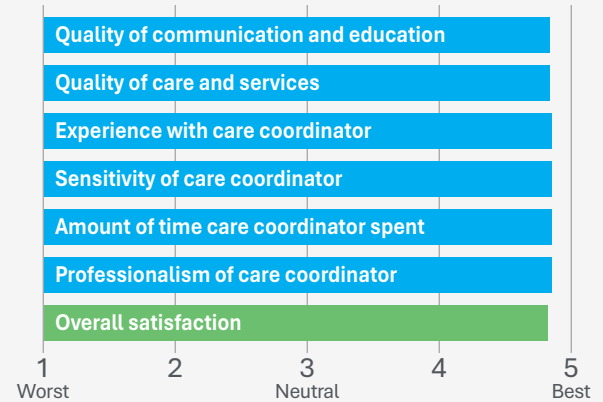 Quality of communication and education
Quality of care and services
Experience with care coordinator
Sensitivity of care coordinator
Amount of time care coordinator spent
Professionalism of care coordinator
Overall satisfaction
1 2 3 4 5
Worst Neutral Best